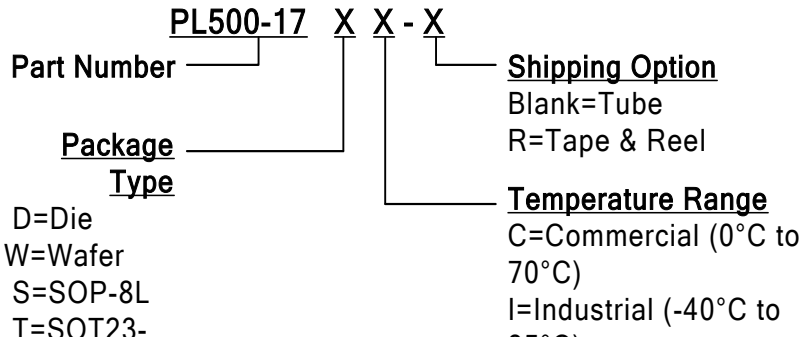 PL500-17 X X - X
Part Number
Shipping Option
Blank=Tube
R=Tape & Reel
Package
Type
D=Die
W=Wafer
S=SOP-8L
T=SOT23-
Temperature Range
C=Commercial (0°C to
70°C)
I=Industrial (-40°C to